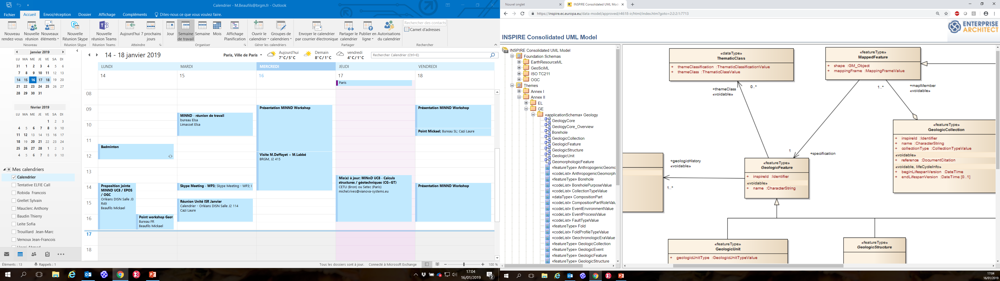 Calendrier - M.Beaufils@brgm.fr - Outlook
Fichier Accueil Envoi/réception Dossier Affichage Compléments Dites-nous ce que vous voulez faire.
Nouveau rendez-vous
Nouvelle réunion
Nouveaux éléments
Nouveau
Nouvelle Réunion Skype
Réunion Skype
Nouvelle réunion Teams
Réunion Teams
Aujourd'hui
7 prochains jours
Atteindre
Jour
Semaine de travail
Semaine
Mois
Affichage Planification
Organiser
Ouvrir le calendrier
Groupes de calendriers
Gérer les calendriers
Envoyer le calendrier par courrier électronique
Partager le calendrier
Publier en ligne
Autorisations du calendrier
Partager
Rechercher des contacts
Carnet d'adresses
Rechercher
janvier 2019
LU MA ME JE VE SA DI
31 1 2 3 4 5 6
7 8 9 10 11 12 13
14 15 16 17 18 19 20
21 22 23 24 25 26 27
28 29 30 31
février 2019
LU MA ME JE VE SA DI
1 2 3
4 5 6 7 8 9 10
11 12 13 14 15 16 17
18 19 20 21 22 23 24
25 26 27 28 1 2 3
4 5 6 7 8 9 10
Mes calendriers
Calendrier
Tentative ELFIE Call
Robida Francois
Grellet Sylvain
Mauclerc Anthony
Baudin Thierry
Leite Sofia
Trouillard Jean-Marc
Vernoux Jean-Francois
14 - 18 janvier 2019
Paris, Ville de Paris
Aujourd'hui
7°C/5°C
Demain
8°C/1°C
vendredi
4°C/1°C
Rechercher Calendrier (Ctrl+E)
LUNDI MARDI MERCREDI JEUDI VENDREDI
14 15 16 17 18
Paris
08
09
10
11
12
13
14
15
16
17
18
Badminton
Proposition jointe
MINND UC8 / EPOS
/ OGC
Orléans DISN Salle J3
R49
Beaufils Mickael
Point workshop Geot
Bureau FR
Beaufils Mickael
MINND - réunion de travail
bureau Elsa
Limasset Elsa
Skype Meeting - WP3; Skype Meeting - WP3; I
Réunion Unité ISR Janvier
Calendrier - Orléans DISN Salle J2 114
Cazi Laure
Présentation MINND Workshop
Visite M.Deffayet + M.Labbé
BRGM, J2 415
Mis(e) à jour: MINnD UC8 - Calculs
structures / géotechniques (CG+GT)
CETU (Bron) ou Setec (Paris)
michel.rives@vianova-systems.eu
Présentation MINND Workshop
Point Mickael; Bureau SL; Cazi Laure
Présentation MINND Workshop
Éléments : 13 Rappels : 1
Tous les dossiers sont à jour. Connecté à Microsoft Exchange 100 %
17:04
16/01/2019
2
Nouvel onglet
INSPIRE Consolidated UML Mod
https://inspire.ec.europa.eu/data-model/approved/r4618-ir/html/index.htm?goto=2:2:2:1:7713
ABP
ENTERPRISE
ARCHITECT
INSPIRE Consolidated UML Model
INSPIRE Consolidated UML Model
Foundation Schemas
EarthResourceML
GeoSciML
ISO TC211
OGC
Themes
Annex I
Annex II
EL
GE
«applicationSchema» Geology
GeologyCore
GeologyCore_Overview
Borehole
GeologicCollection
GeologicFeature
GeologicStructure
GeologicUnit
GeomorphologicFeature
«featureType» AnthropogenicGeomo
«codeList» AnthropogenicGeomorph
«featureType» Borehole
«codeList» BoreholePurposeValue
«codeList» CollectionTypeValue
«dataType» CompositionPart
«codeList» CompositionPartRoleValu
«codeList» EventEnvironmentValue
«codeList» EventProcessValue
«codeList» FaultTypeValue
«featureType» Fold
«codeList» FoldProfileTypeValue
«codeList» GeochronologicEraValue
«featureType» GeologicCollection
«featureType» GeologicEvent
«featureType» GeologicFeature
«featureType» GeologicStructure
«dataType»
ThematicClass
+ themeClassification :ThematicClassificationValue
+ themeClass :ThematicClassValue
«featureType»
MappedFeature
+ shape :GM_Object
+ mappingFrame :MappingFrameValue
+themeClass
«voidable»
0..*
1..*
+mapMember
«voidable»
«featureType»
GeologicCollection
+ inspireId :Identifier
+ name :CharacterString
+ collectionType :CollectionTypeValue
«voidable»
+ reference :DocumentCitation
«voidable, lifeCycleInfo»
+ beginLifespanVersion :DateTime
+ endLifespanVersion :DateTime [0..1]
1
+specification
+geologicHistory
«voidable»
1..*
«featureType»
GeologicFeature
+ inspireId :Identifier
«voidable»
+ name :CharacterString
«featureType»
GeologicUnit
+ geologicUnitType :GeologicUnitTypeValue
«featureType»
GeologicStructure
17:04
16/01/2019